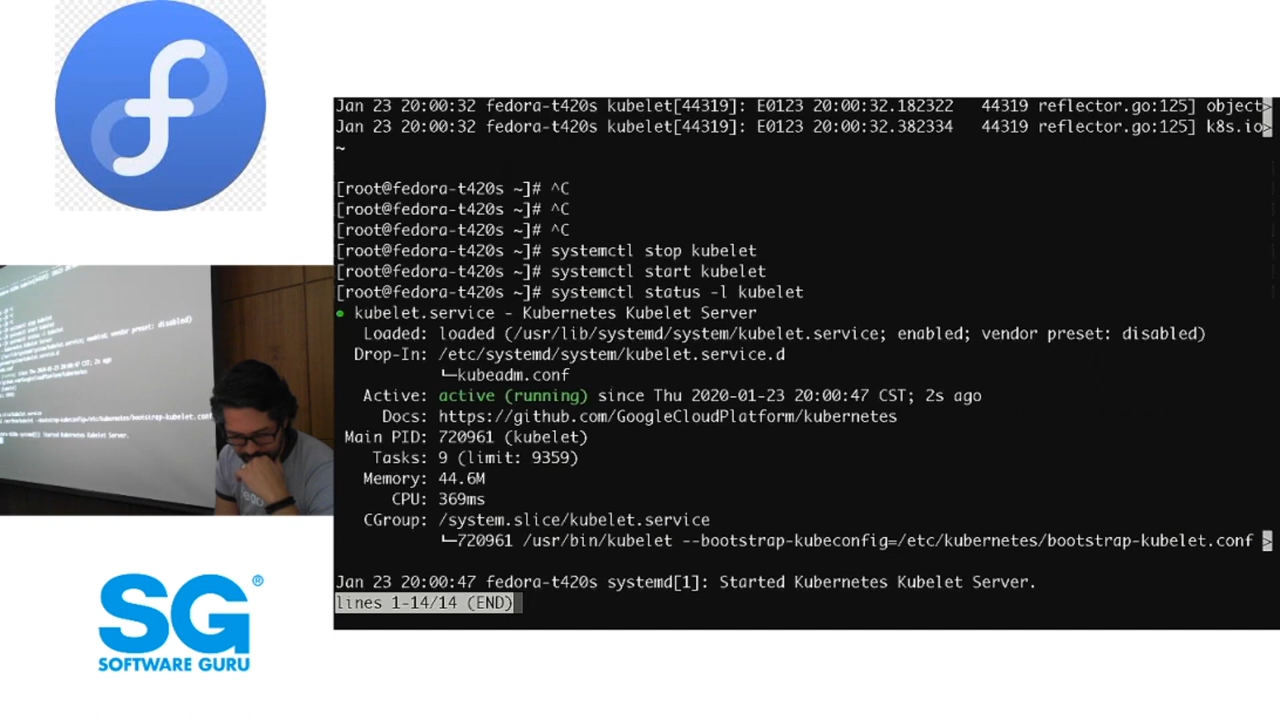 Jan 23 20:00:32 fedora-t420s kubelet[44319]: E0123 20:00:32.182322   44319 reflector.go:125] object>
Jan 23 20:00:32 fedora-t420s kubelet[44319]: E0123 20:00:32.382334   44319 reflector.go:125] k8s.io>
~
[root@fedora-t420s ~]# ^C
[root@fedora-t420s ~]# ^C
[root@fedora-t420s ~]# ^C
[root@fedora-t420s ~]# systemctl stop kubelet
[root@fedora-t420s ~]# systemctl start kubelet
[root@fedora-t420s ~]# systemctl status -l kubelet
● kubelet.service - Kubernetes Kubelet Server
Loaded: loaded (/usr/lib/systemd/system/kubelet.service; enabled; vendor preset: disabled)
Drop-In: /etc/systemd/system/kubelet.service.d
└─kubeadm.conf
Active: active (running) since Thu 2020-01-23 20:00:47 CST; 2s ago
Docs: https://github.com/GoogleCloudPlatform/kubernetes
Main PID: 720961 (kubelet)
Tasks: 9 (limit: 9359)
Memory: 44.6M
CPU: 369ms
CGroup: /system.slice/kubelet.service
└─720961 /usr/bin/kubelet --bootstrap-kubeconfig=/etc/kubernetes/bootstrap-kubelet.conf >
Jan 23 20:00:47 fedora-t420s systemd[1]: Started Kubernetes Kubelet Server.
lines 1-14/14 (END)
SG®
SOFTWARE GURU